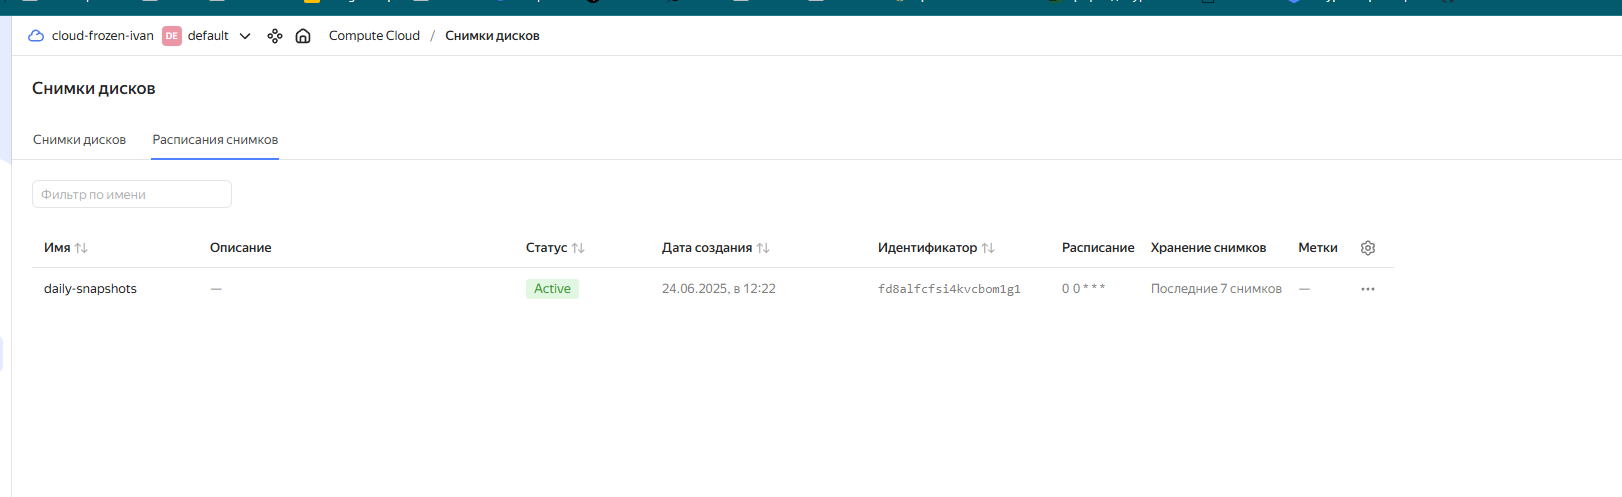 cloud-frozen-ivan DE default Compute Cloud / Снимки дисков
Снимки дисков
Снимки дисков Расписания снимков
Фильтр по имени
Имя Описание Статус Дата создания Идентификатор Расписание Хранение снимков Метки
daily-snapshots — Active 24.06.2025, в 12:22 fd8alfcfsi4kvcbom1g1 0 0 * * * Последние 7 снимков —